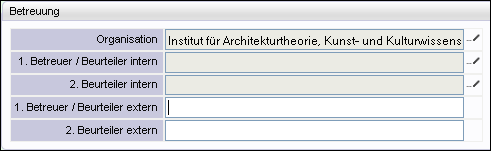 Betreuung
Organisation Institut für Architekturtheorie, Kunst- und Kulturwissens
1. Betreuer / Beurteiler intern
2. Beurteiler intern
1. Betreuer / Beurteiler extern
2. Beurteiler extern